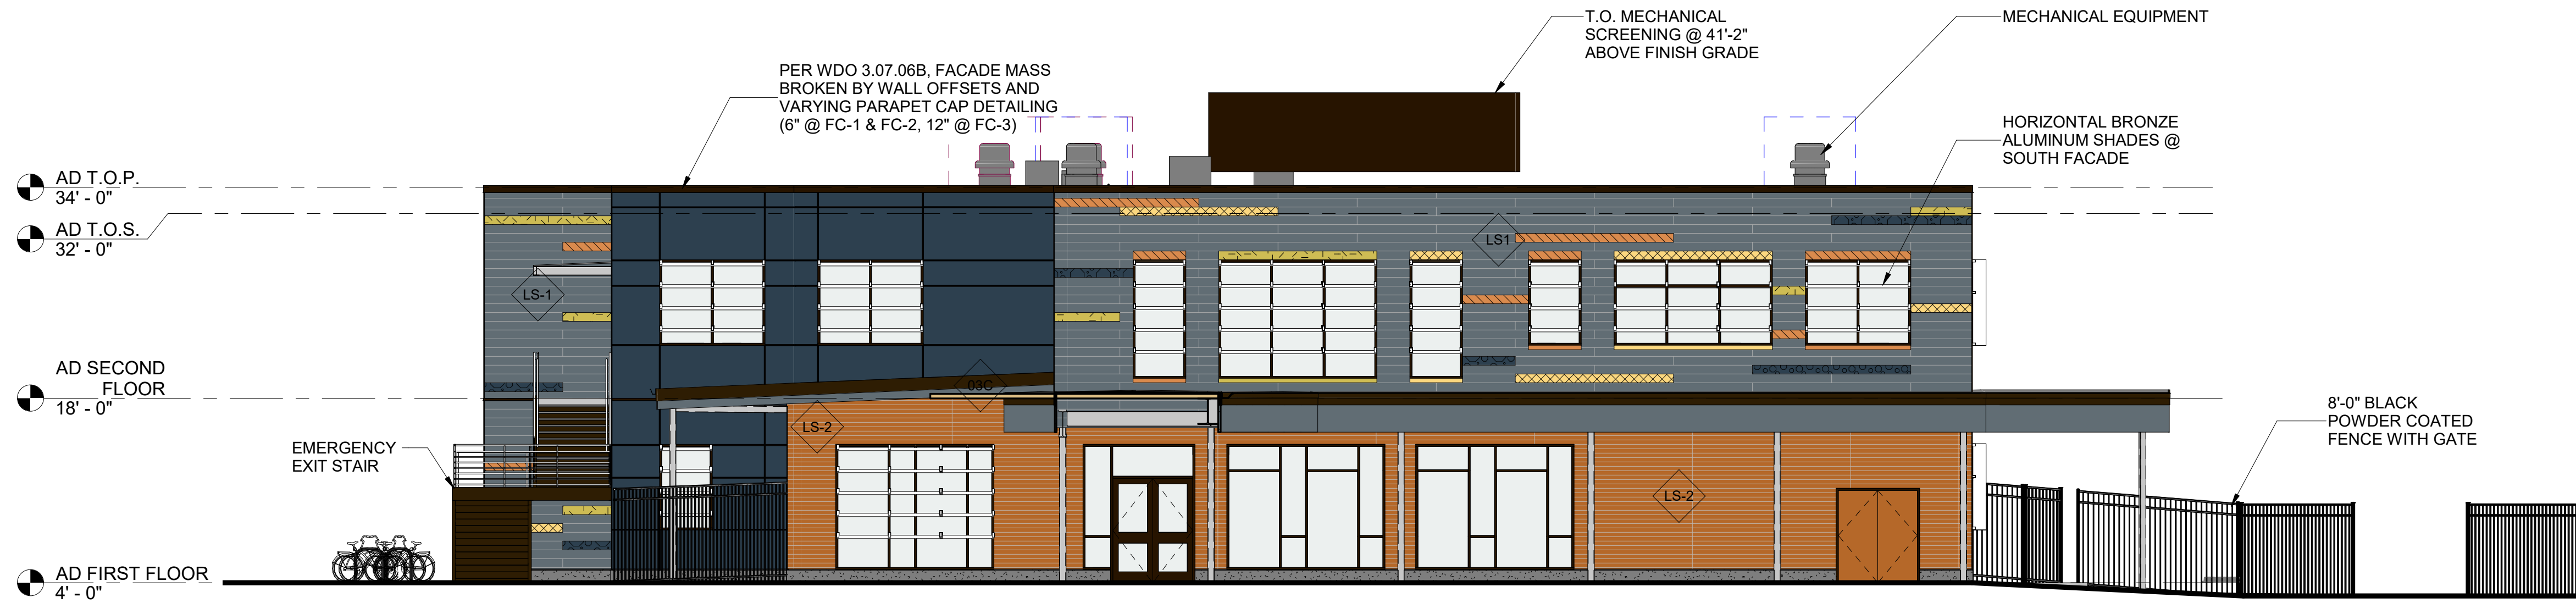 T.O. MECHANICAL
SCREENING @ 41'-2"
ABOVE FINISH GRADE
MECHANICAL EQUIPMENT
PER WDO 3.07.06B, FACADE MASS
BROKEN BY WALL OFFSETS AND
VARYING PARAPET CAP DETAILING
(6" @ FC-1 & FC-2, 12" @ FC-3)
HORIZONTAL BRONZE
ALUMINUM SHADES @
SOUTH FACADE
AD T.O.P.
34' - 0"
AD T.O.S.
32' - 0"
LS1
LS-1
AD SECOND
FLOOR
18' - 0"
03C
LS-2
8'-0" BLACK
POWDER COATED
FENCE WITH GATE
EMERGENCY
EXIT STAIR
LS-2
AD FIRST FLOOR
4' - 0"